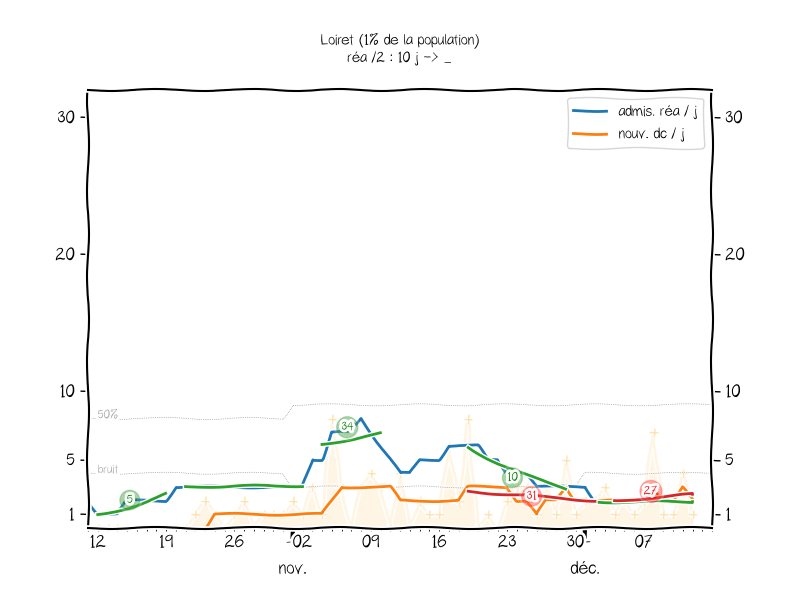 Loiret (1% de la population)
réa /2 : 10 j -> _
admis. réa / j
nouv. dc / j
30
30
20
20
10
10
50%
5
5
bruit
1
1
34
5
10
31
27
12 19 26 02 09 16 23 30 07
nov. déc.